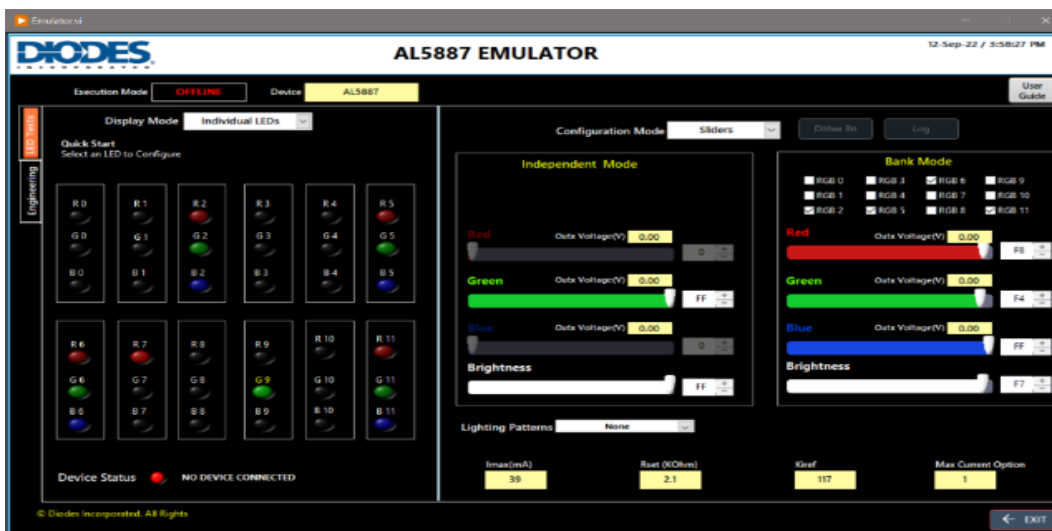 Emulator.vi
DIODES
INCORPORATED
AL5887 EMULATOR
12-Sep-22 / 3:58:27 PM
Execution Mode OFFLINE Device AL5887
User
Guide
LED Tests
Engineering
Display Mode Individual LEDs
Quick Start
Select an LED to Configure
R 0 R 1 R 2 R 3 R 4 R 5
G 0 G 1 G 2 G 3 G 4 G 5
B 0 B 1 B 2 B 3 B 4 B 5
R 6 R 7 R 8 R 9 R 10 R 11
G 6 G 7 G 8 G 9 G 10 G 11
B 6 B 7 B 8 B 9 B 10 B 11
Device Status NO DEVICE CONNECTED
Configuration Mode Sliders Dither Bit Log
Independent Mode
Red Outx Voltage(V) 0.00
0
Green Outx Voltage(V) 0.00
FF
Blue Outx Voltage(V) 0.00
0
Brightness
FF
Bank Mode
RGB 0 RGB 3 RGB 6 RGB 9
RGB 1 RGB 4 RGB 7 RGB 10
RGB 2 RGB 5 RGB 8 RGB 11
Red Outx Voltage(V) 0.00
F8
Green Outx Voltage(V) 0.00
F4
Blue Outx Voltage(V) 0.00
FF
Brightness
F7
Lighting Patterns None
Imax(mA) Rset (KOhm) Kiref Max Current Option
39 2.1 117 1
© Diodes Incorporated. All Rights
EXIT